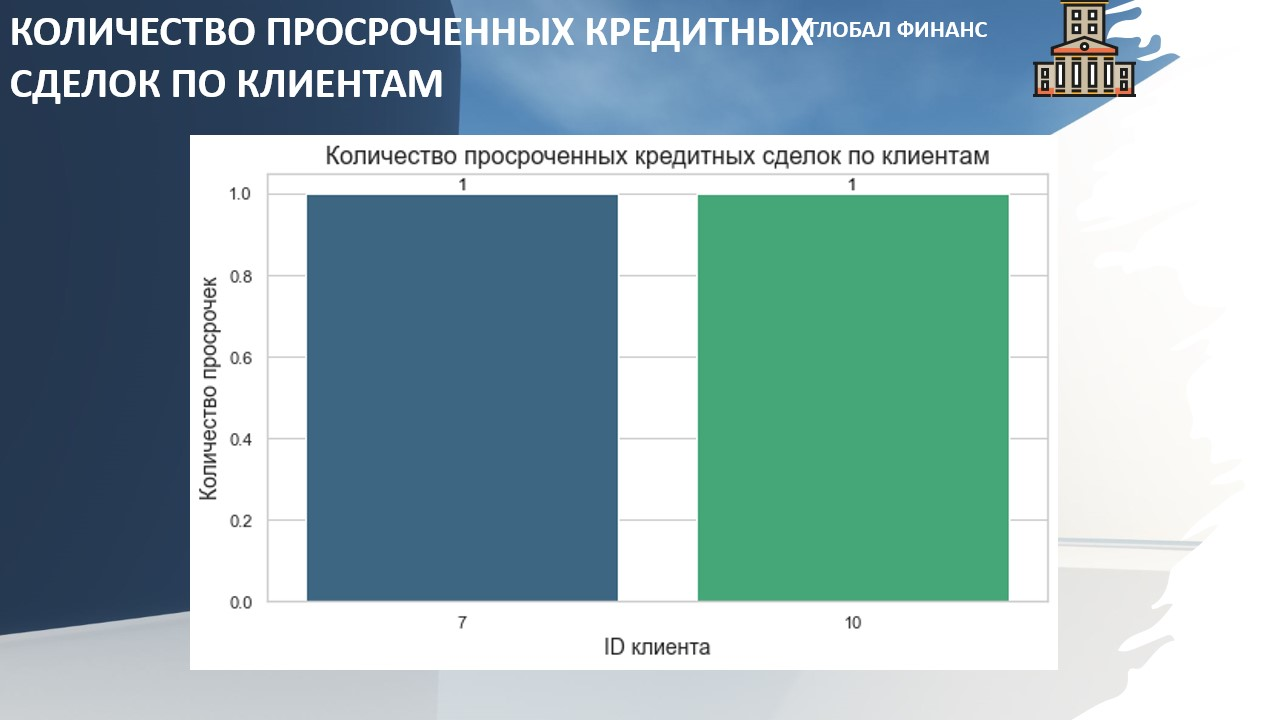 КОЛИЧЕСТВО ПРОСРОЧЕННЫХ КРЕДИТНЫХ
СДЕЛОК ПО КЛИЕНТАМ
ГЛОБАЛ ФИНАНС
Количество просроченных кредитных сделок по клиентам
Количество просрочек
1.0
0.8
0.6
0.4
0.2
0.0
1
1
7
10
ID клиента